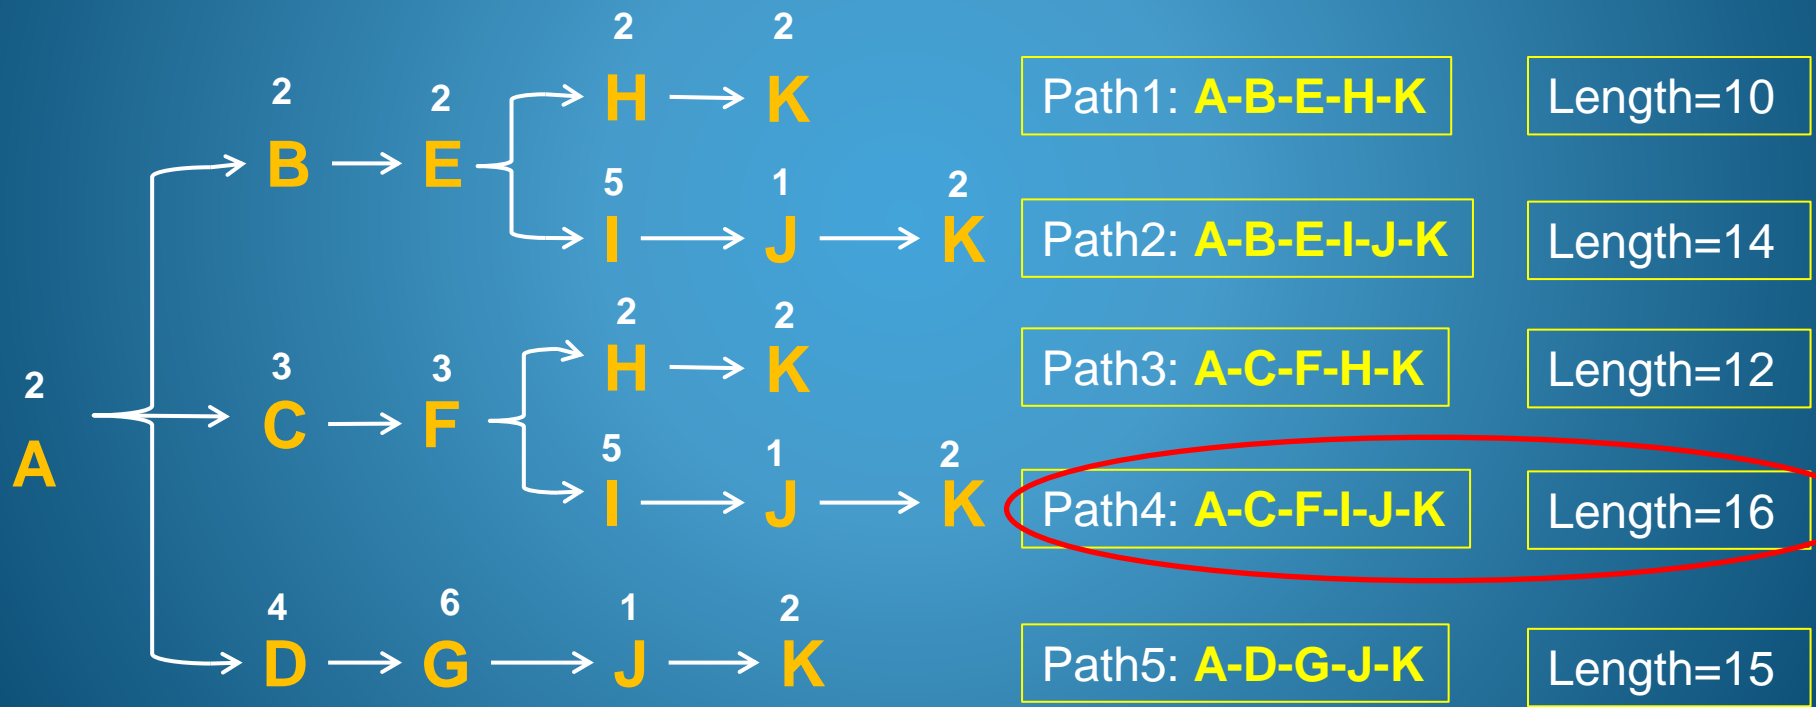 2 2
H K Path1: A-B-E-H-K Length=10
2 2
B E
5 1 2
I J K Path2: A-B-E-I-J-K Length=14
2 2
H K Path3: A-C-F-H-K Length=12
2 3 3
A C F
5 1 2
I J K Path4: A-C-F-I-J-K Length=16
4 6 1 2
D G J K Path5: A-D-G-J-K Length=15